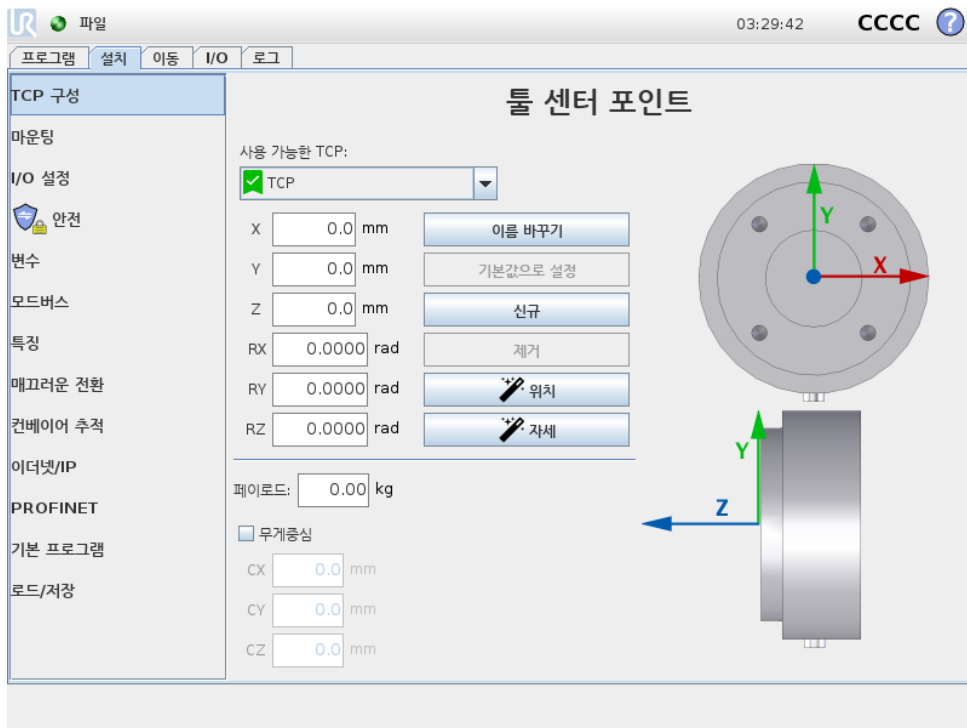 UR 파일 03:29:42 CCCC ?
프로그램 설치 이동 I/O 로그
TCP 구성
마운팅
I/O 설정
안전
변수
모드버스
특징
매끄러운 전환
컨베이어 추적
이더넷/IP
PROFINET
기본 프로그램
로드/저장
툴 센터 포인트
사용 가능한 TCP:
TCP
X 0.0 mm 이름 바꾸기
Y 0.0 mm 기본값으로 설정
Z 0.0 mm 신규
RX 0.0000 rad 제거
RY 0.0000 rad 위치
RZ 0.0000 rad 자세
페이로드: 0.00 kg
무게중심
CX 0.0 mm
CY 0.0 mm
CZ 0.0 mm
Y
X
Y
Z